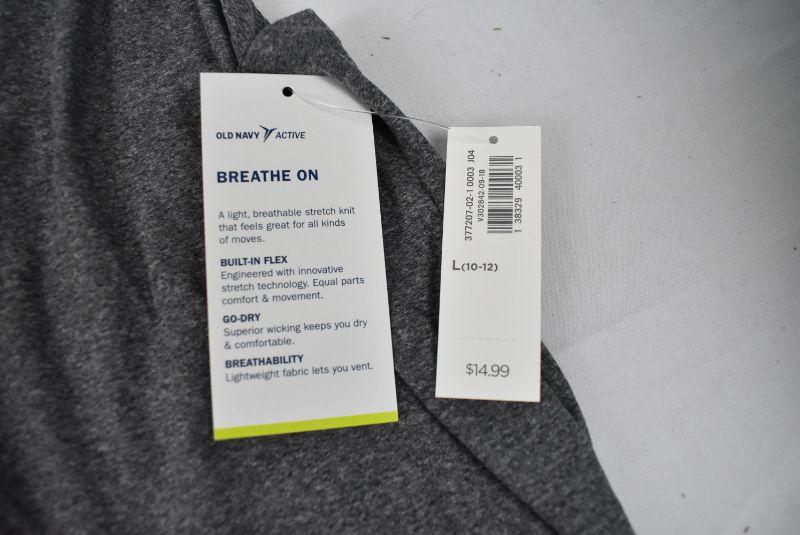 OLD NAVY ACTIVE
BREATHE ON
A light, breathable stretch knit
that feels great for all kinds
of moves.
BUILT-IN FLEX
Engineered with innovative
stretch technology. Equal parts
comfort & movement.
GO-DRY
Superior wicking keeps you dry
& comfortable.
BREATHABILITY
Lightweight fabric lets you vent.
377207-02-1 0003 J04
V302842-09-18
1 38329 40003 1
L(10-12)
$14.99